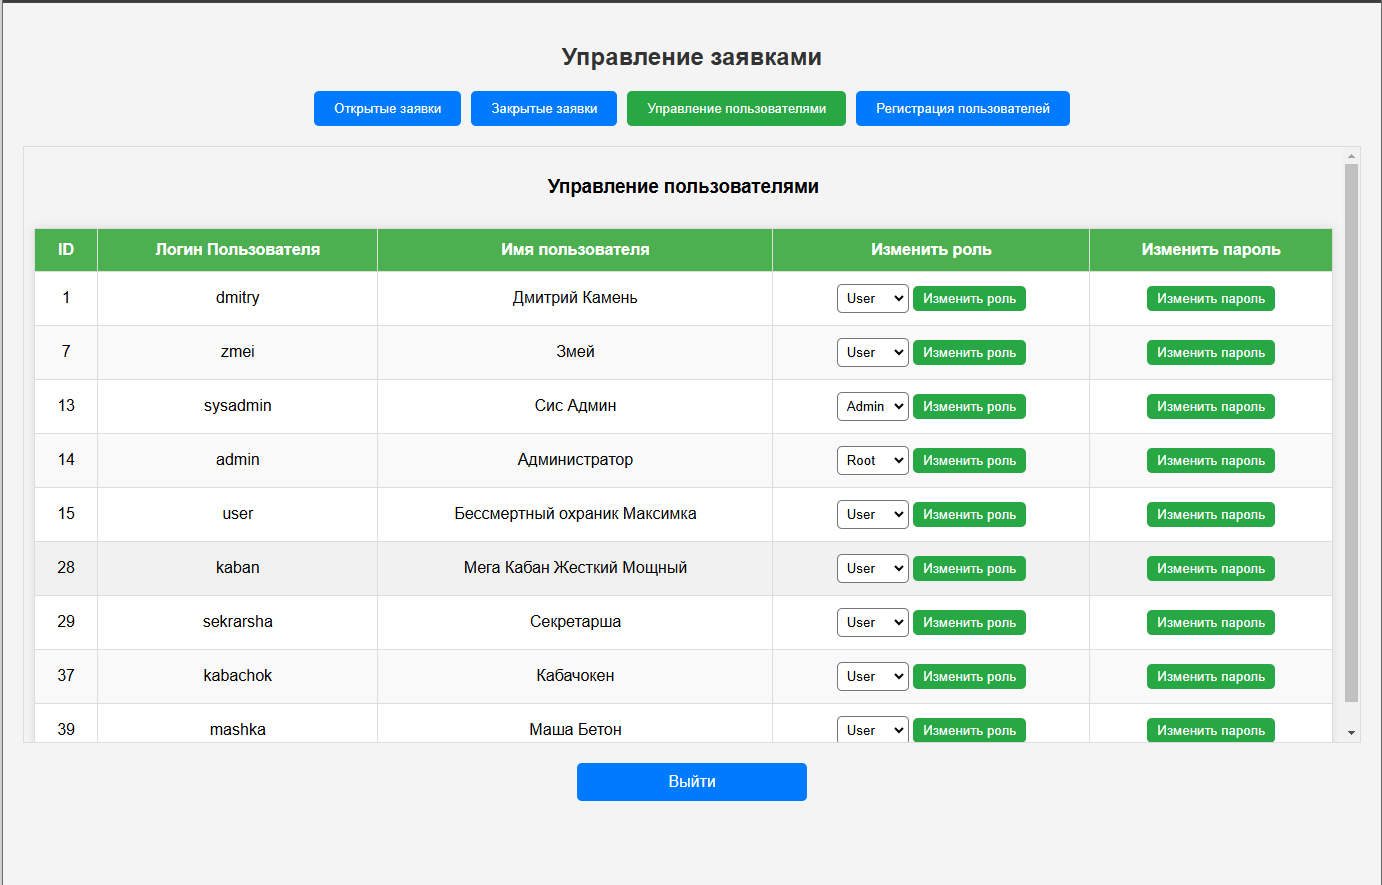 Управление заявками
Открытые заявки Закрытые заявки Управление пользователями Регистрация пользователей
Управление пользователями
ID Логин Пользователя Имя пользователя Изменить роль Изменить пароль
1 dmitry Дмитрий Камень User Изменить роль Изменить пароль
7 zmei Змей User Изменить роль Изменить пароль
13 sysadmin Сис Админ Admin Изменить роль Изменить пароль
14 admin Администратор Root Изменить роль Изменить пароль
15 user Бессмертный охраник Максимка User Изменить роль Изменить пароль
28 kaban Мега Кабан Жесткий Мощный User Изменить роль Изменить пароль
29 sekrarsha Секретарша User Изменить роль Изменить пароль
37 kabachok Кабачокен User Изменить роль Изменить пароль
39 mashka Маша Бетон User Изменить роль Изменить пароль
Выйти